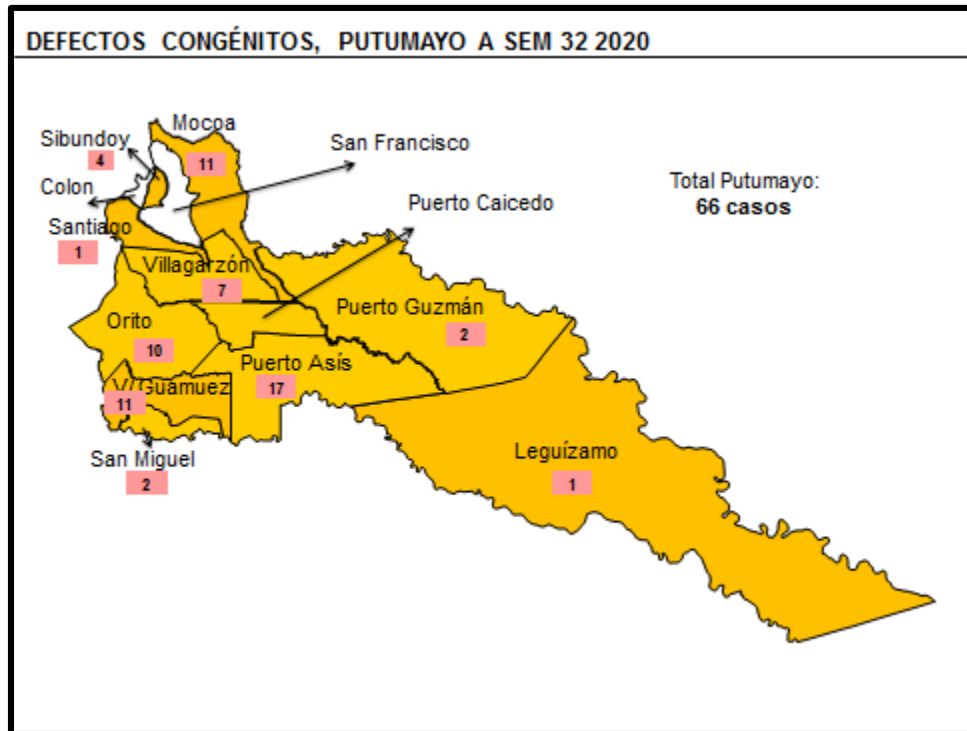 DEFECTOS CONGÉNITOS, PUTUMAYO A SEM 32 2020
Mocoa
11
Sibundoy
4
San Francisco
Colon
Total Putumayo:
66 casos
Puerto Caicedo
Santiago
1
Villagarzón
7
Puerto Guzmán
2
Orito
10
Puerto Asís
17
V/ Guamuez
11
Leguízamo
1
San Miguel
2